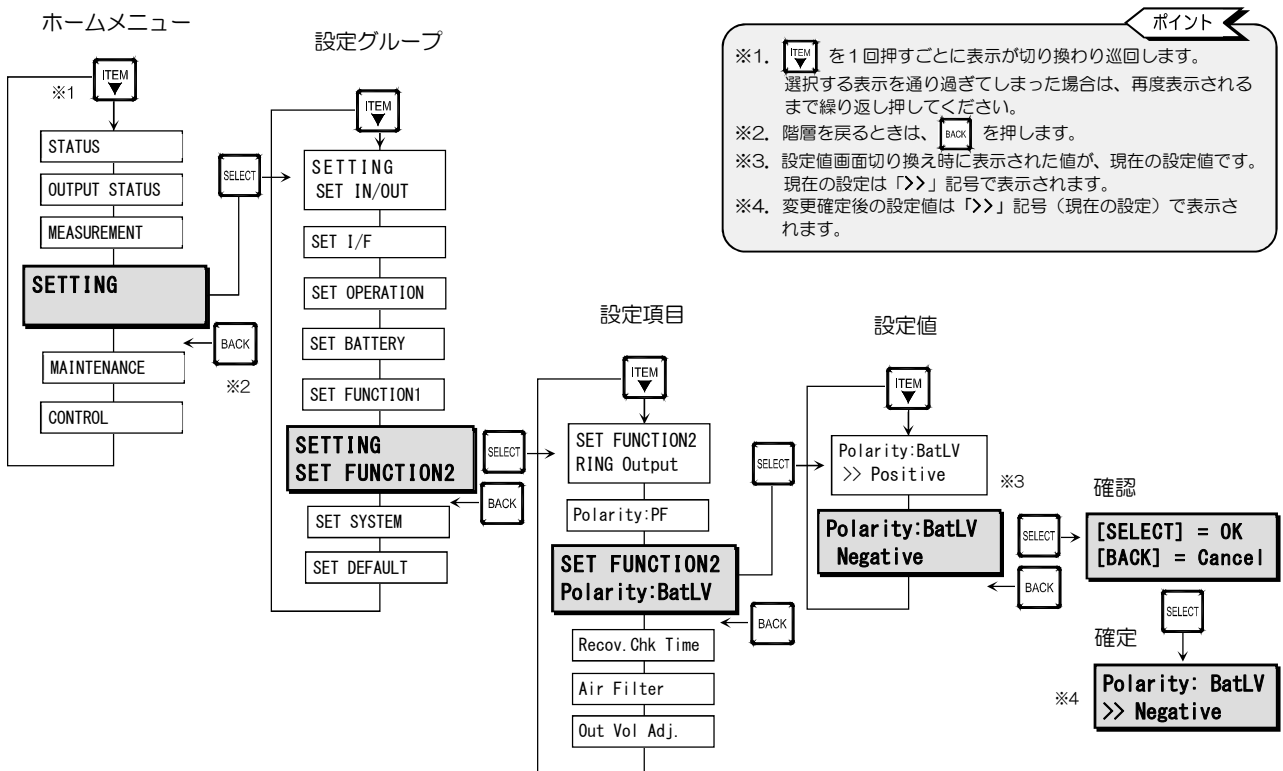 ホームメニュー
ITEM
※1
STATUS
OUTPUT STATUS
MEASUREMENT
SETTING
SELECT
BACK
※2
MAINTENANCE
CONTROL
設定グループ
ITEM
SETTING
SET IN/OUT
SET I/F
SET OPERATION
SET BATTERY
SET FUNCTION1
SETTING
SET FUNCTION2
SELECT
BACK
SET SYSTEM
SET DEFAULT
設定項目
ITEM
SET FUNCTION2
RING Output
Polarity:PF
SET FUNCTION2
Polarity:BatLV
SELECT
BACK
Recov.Chk Time
Air Filter
Out Vol Adj.
設定値
ITEM
Polarity:BatLV
>> Positive
※3
Polarity:BatLV
Negative
SELECT
BACK
確認
[SELECT] = OK
[BACK] = Cancel
SELECT
確定
※4
Polarity: BatLV
>> Negative
ポイント
※1. ITEM を1回押すごとに表示が切り換わり巡回します。
選択する表示を通り過ぎてしまった場合は、再度表示される
まで繰り返し押してください。
※2. 階層を戻るときは、 BACK を押します。
※3. 設定値画面切り換え時に表示された値が、現在の設定値です。
現在の設定は「>>」記号で表示されます。
※4. 変更確定後の設定値は「>>」記号（現在の設定）で表示さ
れます。